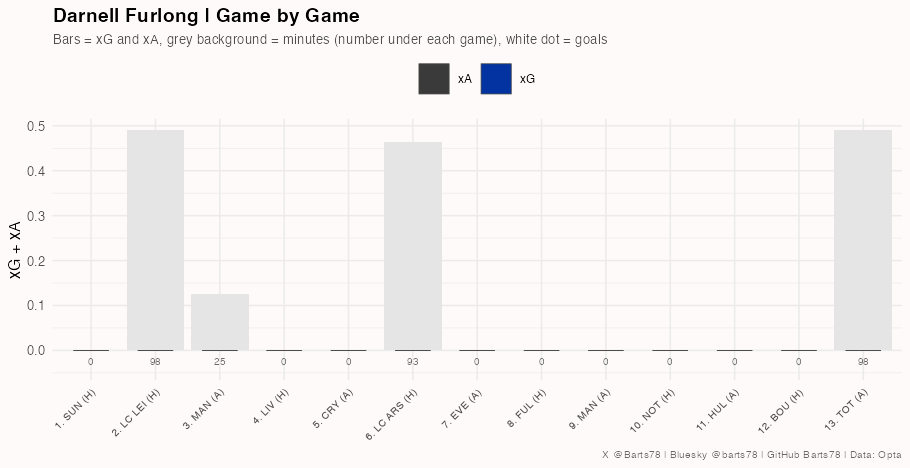 Darnell Furlong | Game by Game
Bars = xG and xA, grey background = minutes (number under each game), white dot = goals
xA
xG
xG + xA
0.5
0.4
0.3
0.2
0.1
0.0
0 98 25 0 0 93 0 0 0 0 0 0 98
1. SUN (H)
2. LC LEI (H)
3. MAN (A)
4. LIV (H)
5. CRY (A)
6. LC ARS (H)
7. EVE (A)
8. FUL (H)
9. MAN (A)
10. NOT (H)
11. HUL (A)
12. BOU (H)
13. TOT (A)
X @Barts78 | Bluesky @barts78 | GitHub Barts78 | Data: Opta